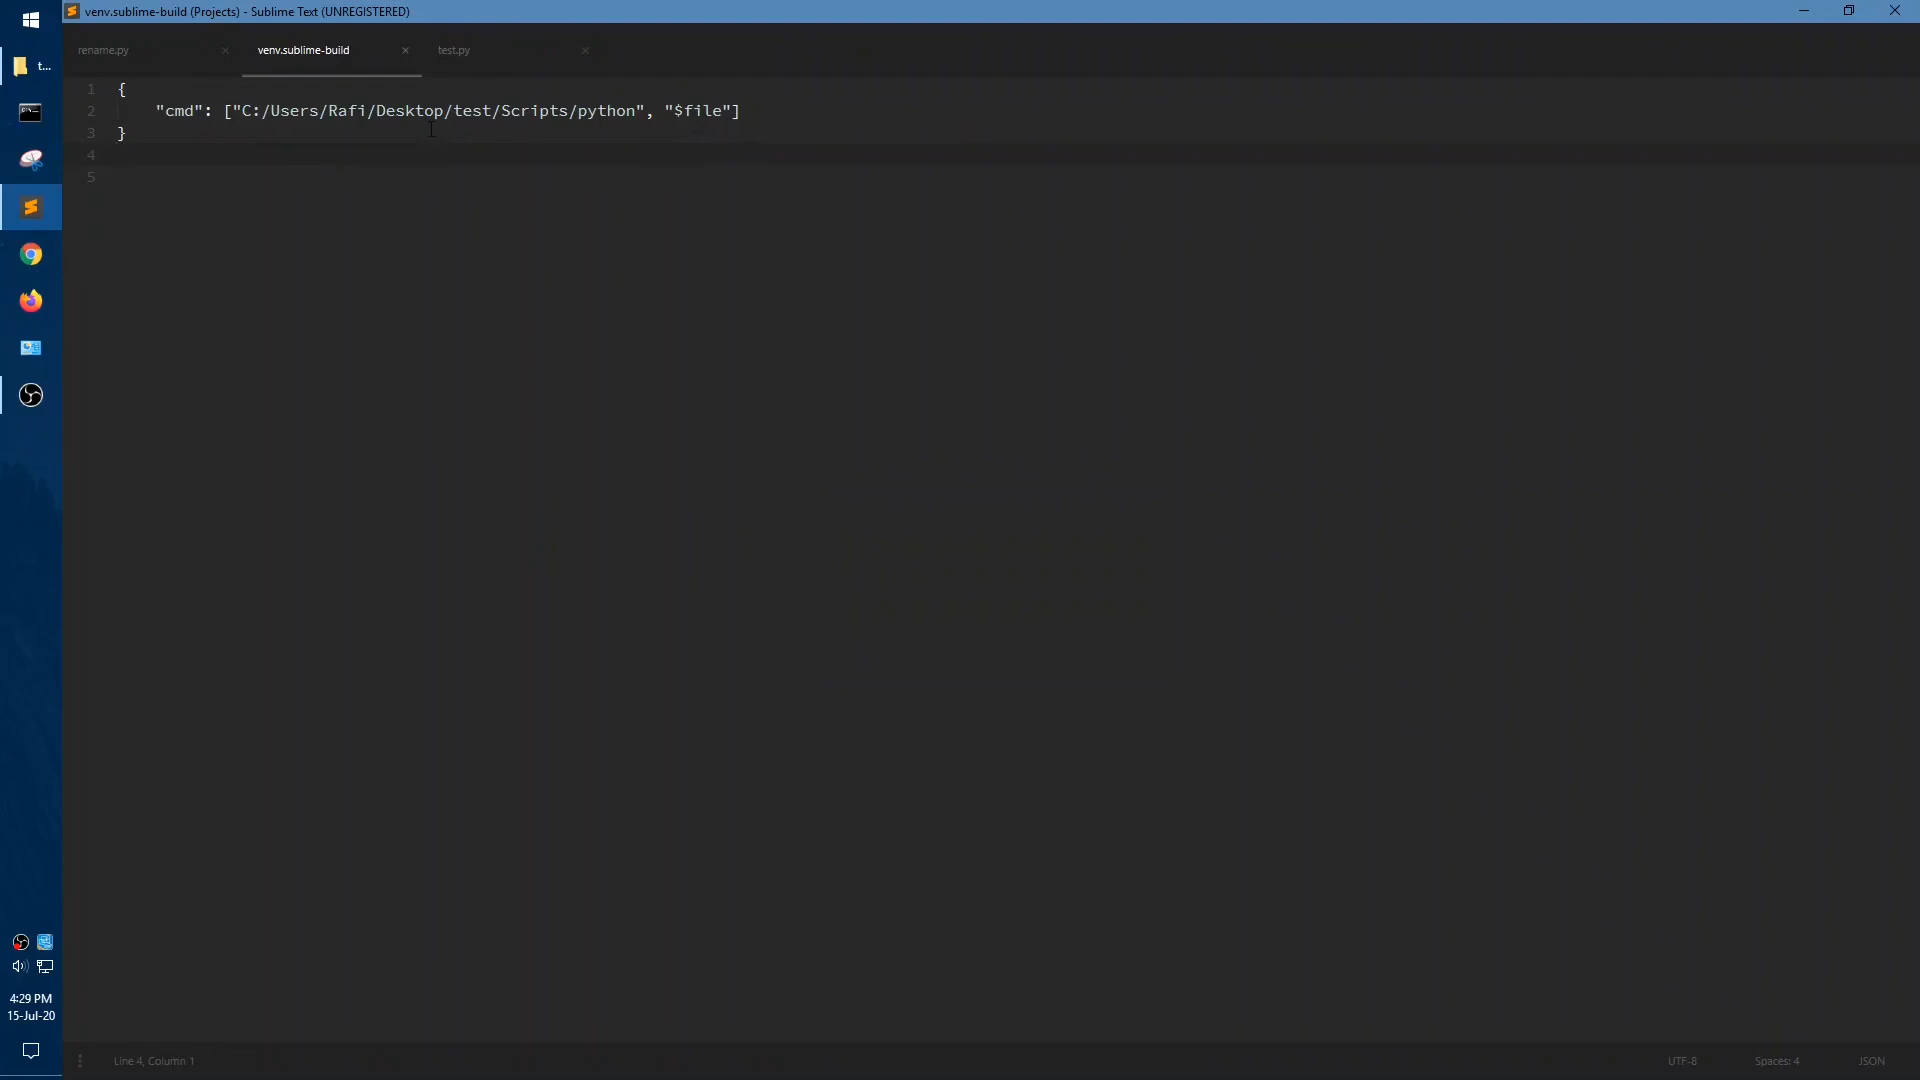 venv.sublime-build (Projects) - Sublime Text (UNREGISTERED)
rename.py
venv.sublime-build
test.py
t...
1 {
2 "cmd": ["C:/Users/Rafi/Desktop/test/Scripts/python", "$file"]
3 }
4
5
4:29 PM
15-Jul-20
Line 4, Column 1
UTF-8
Spaces: 4
JSON